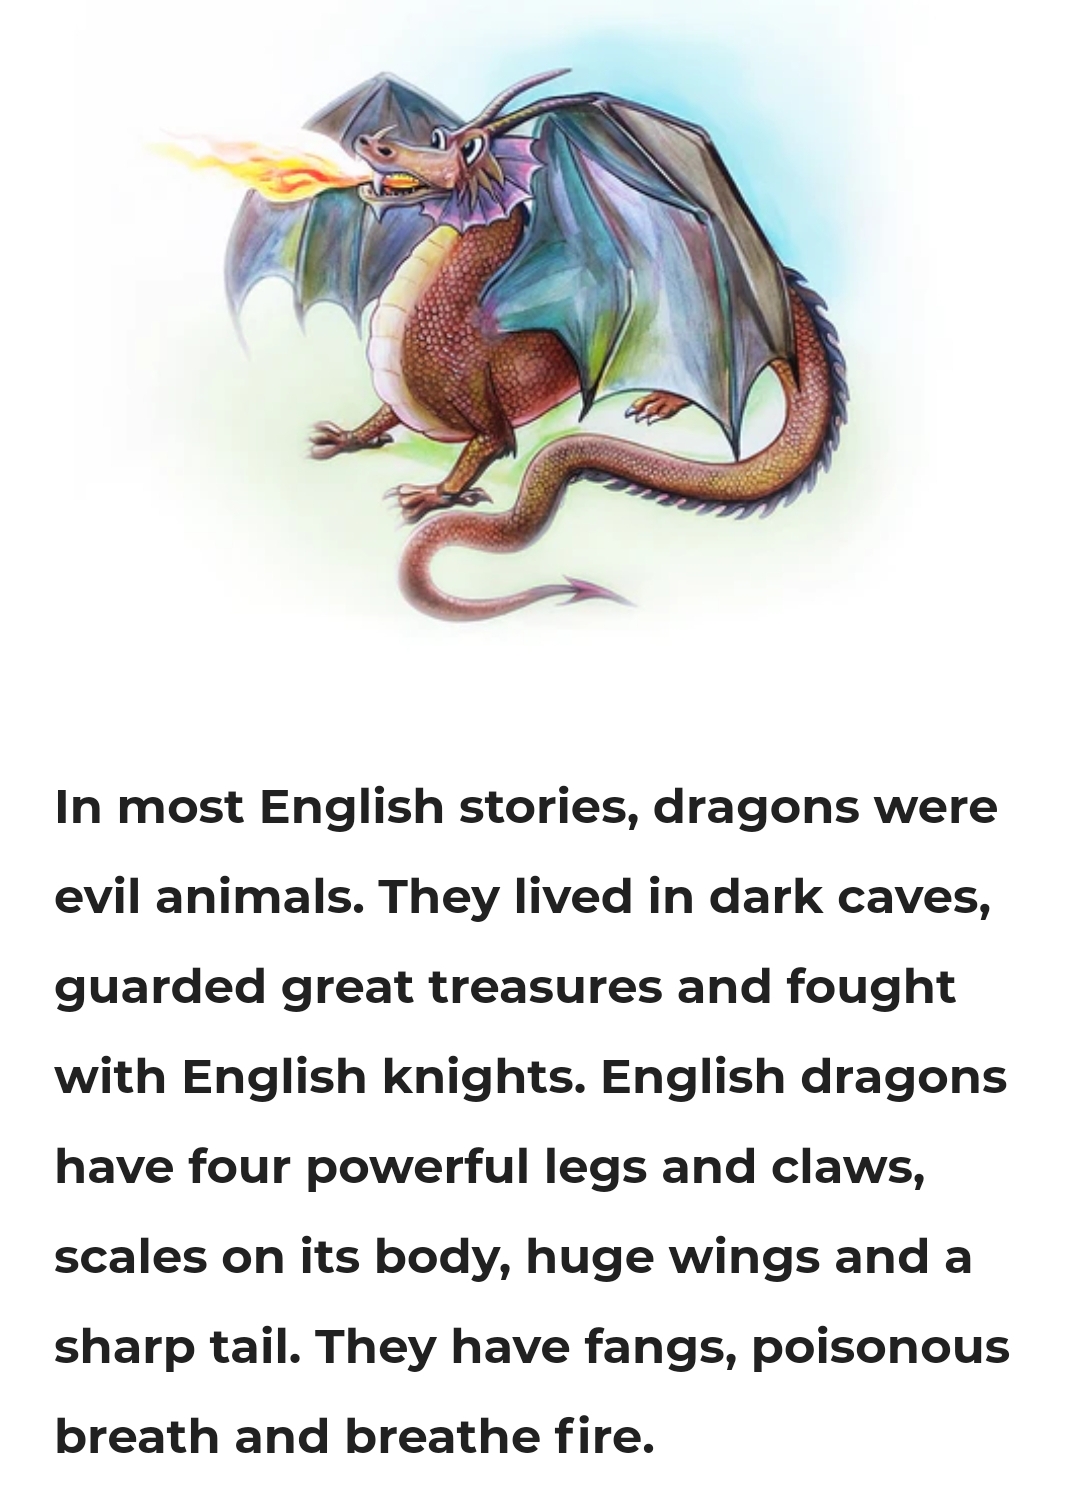 In most English stories, dragons were
evil animals. They lived in dark caves,
guarded great treasures and fought
with English knights. English dragons
have four powerful legs and claws,
scales on its body, huge wings and a
sharp tail. They have fangs, poisonous
breath and breathe fire.